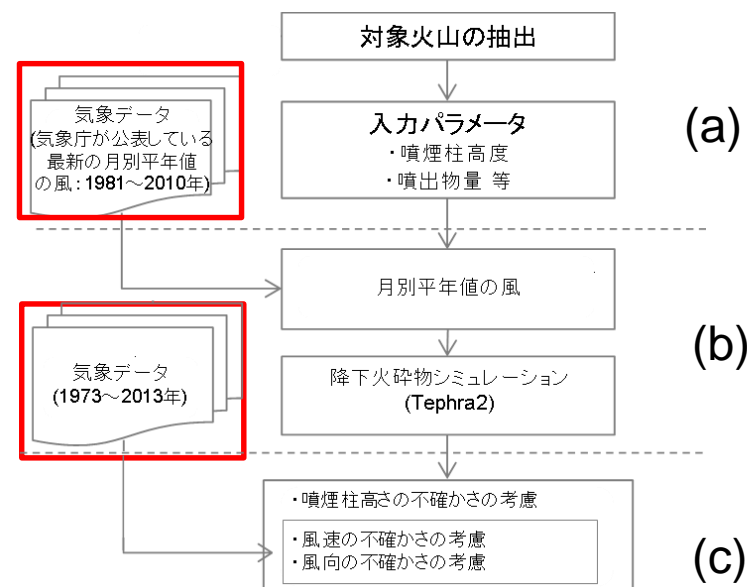 対象火山の抽出
気象データ
(気象庁が公表している
最新の月別平年値
の風：1981～2010年)
入力パラメータ
・噴煙柱高度
・噴出物量 等
(a)
月別平年値の風
気象データ
(1973～2013年)
降下火砕物シミュレーション
(Tephra2)
(b)
・噴煙柱高さの不確かさの考慮
・風速の不確かさの考慮
・風向の不確かさの考慮
(c)